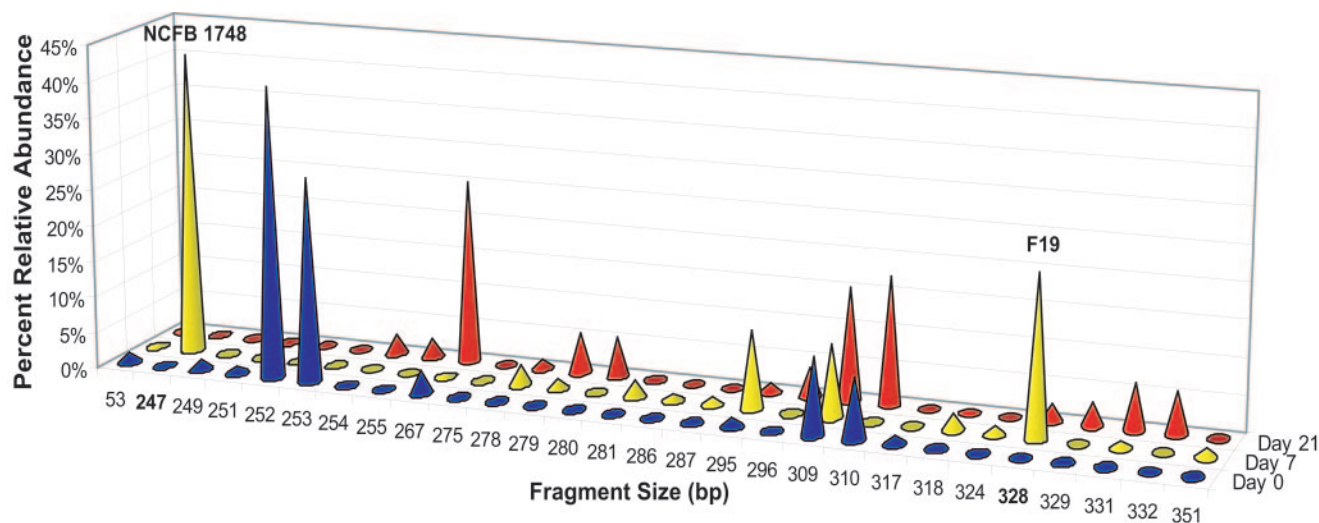 NCFB 1748
F19
Percent Relative Abundance
45%
40%
35%
30%
25%
20%
15%
10%
5%
0%
53 247 249 251 252 253 254 255 267 275 278 279 280 281 286 287 295 296 309 310 317 318 324 328 329 331 332 351
Fragment Size (bp)
Day 21
Day 7
Day 0